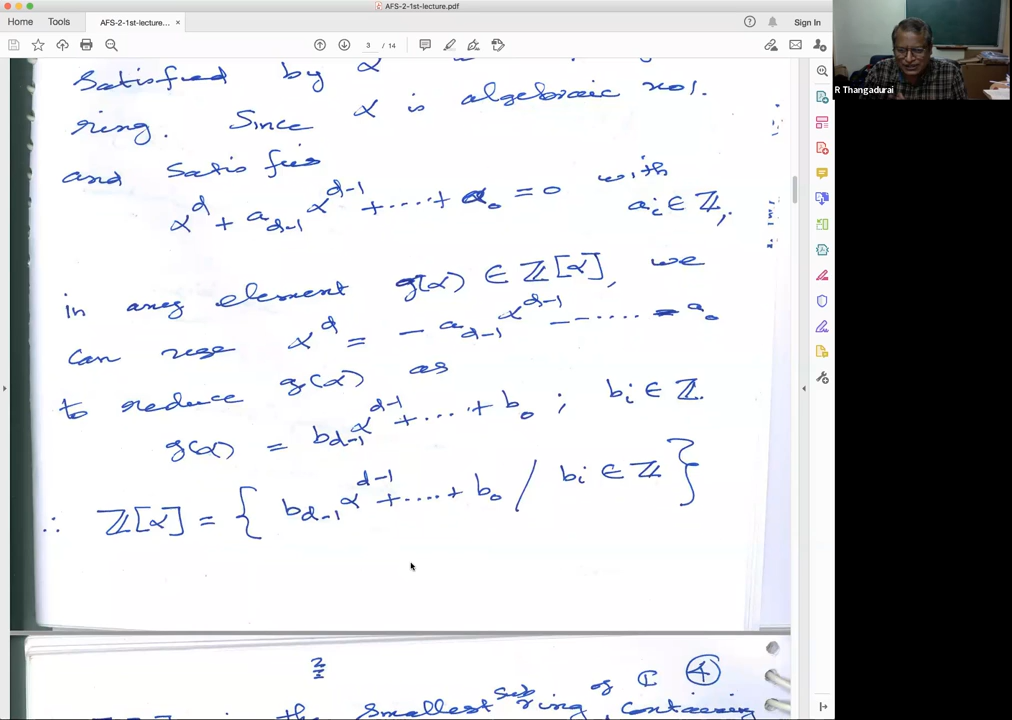 AFS-2-1st-lecture.pdf
Home Tools AFS-2-1st-lecture... × Sign In
3 / 14
R Thangadurai
Satisfied by α
ring. Since α is algebraic no.
and satisfies
α^d + a_{d-1} α^{d-1} + ..... + a_0 = 0 with a_i ∈ ℤ,
in any element g(α) ∈ ℤ[α], we
can use α^d = - a_{d-1} α^{d-1} - - ..... - a_0
to reduce g(α) as
g(α) = b_{d-1} α^{d-1} + ..... + b_0 ; b_i ∈ ℤ.
∴ ℤ[α] = { b_{d-1} α^{d-1} + ..... + b_0 / b_i ∈ ℤ }
4
the smallest subring of ℂ containing